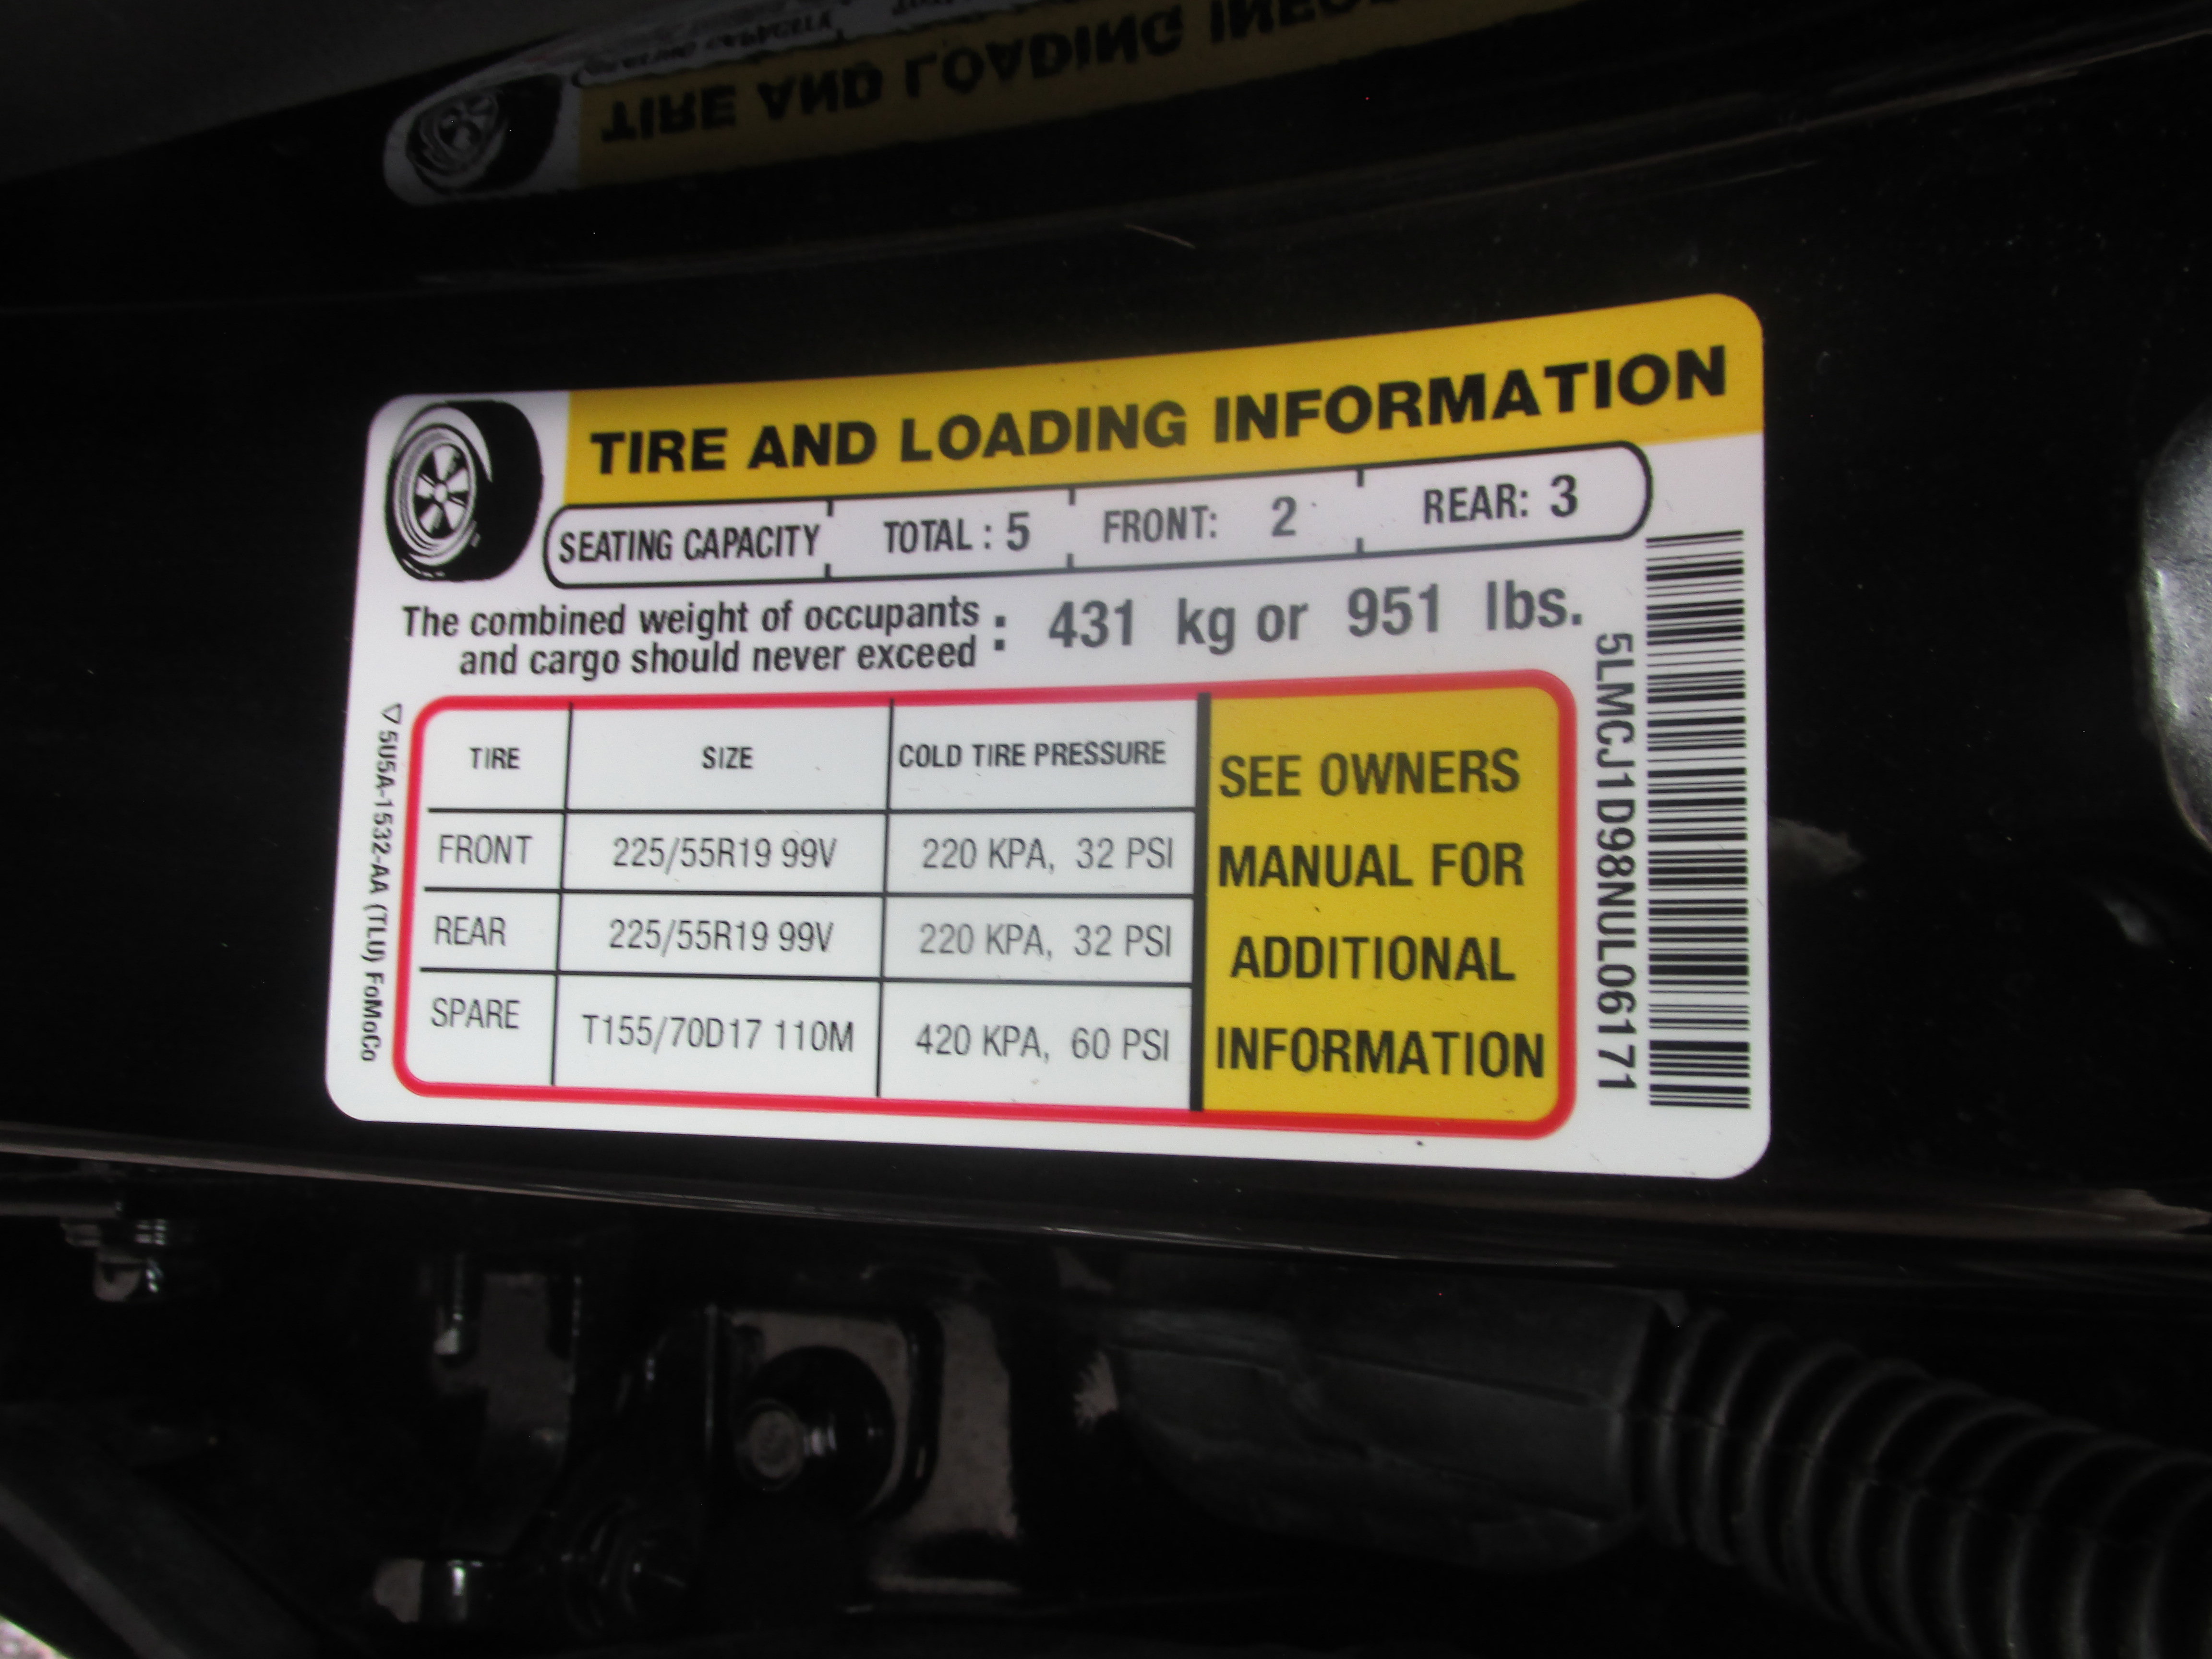 TIRE AND LOADING INFORMATION
SEATING CAPACITY TOTAL : 5 FRONT: 2 REAR: 3
The combined weight of occupants
and cargo should never exceed : 431 kg or 951 lbs.
TIRE SIZE COLD TIRE PRESSURE
FRONT 225/55R19 99V 220 KPA, 32 PSI
REAR 225/55R19 99V 220 KPA, 32 PSI
SPARE T155/70D17 110M 420 KPA, 60 PSI
SEE OWNERS
MANUAL FOR
ADDITIONAL
INFORMATION
5LMCJ1D98NUL06171
▽5U5A-1532-AA (TLU) FoMoCo
TIRE AND LOADING